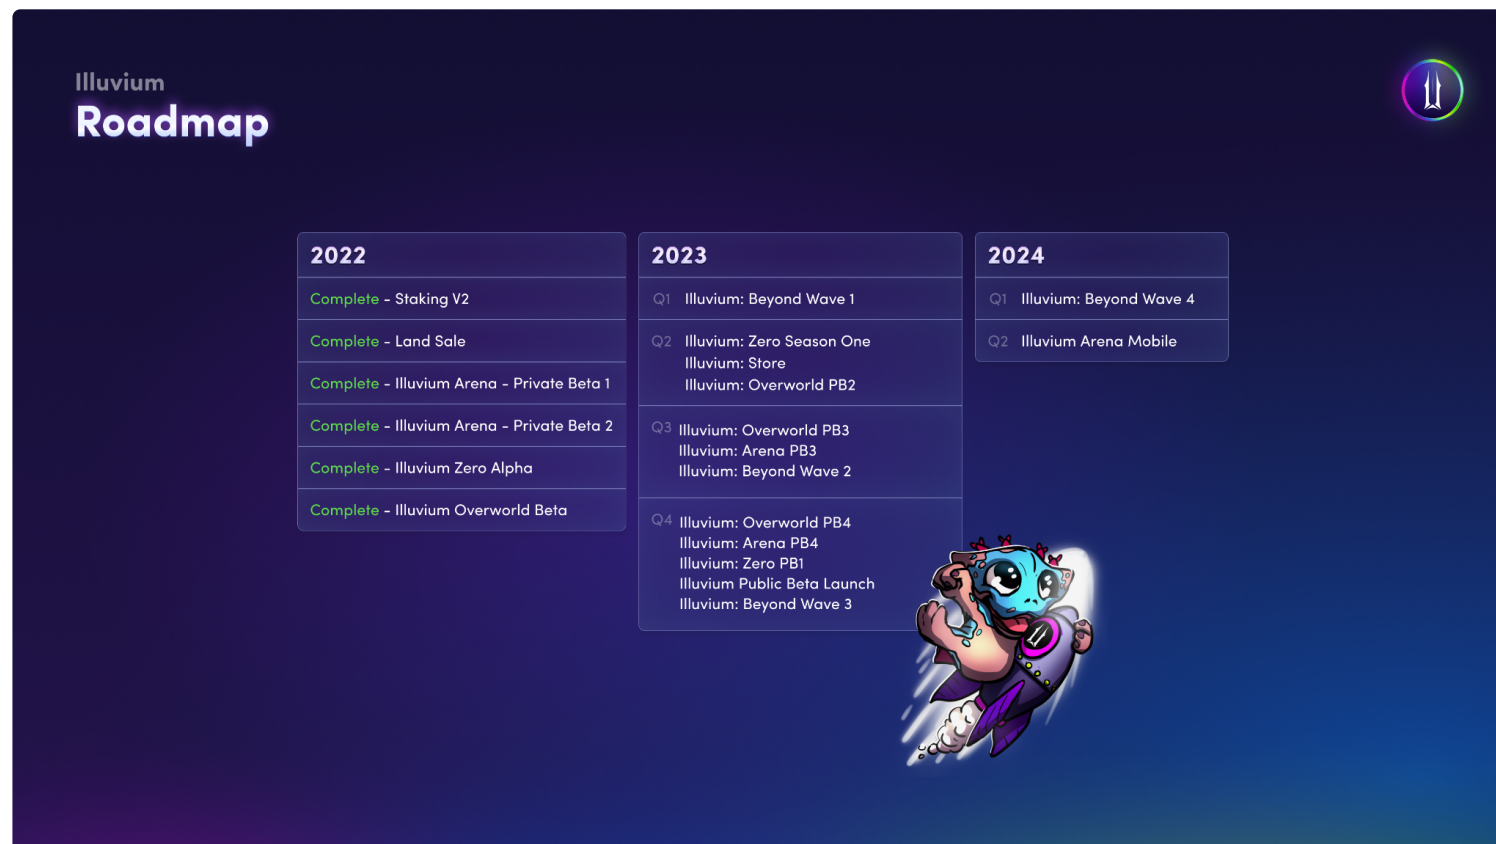 Illuvium
Roadmap
2022
Complete - Staking V2
Complete - Land Sale
Complete - Illuvium Arena - Private Beta 1
Complete - Illuvium Arena - Private Beta 2
Complete - Illuvium Zero Alpha
Complete - Illuvium Overworld Beta
2023
Q1 Illuvium: Beyond Wave 1
Q2 Illuvium: Zero Season One
Illuvium: Store
Illuvium: Overworld PB2
Q3 Illuvium: Overworld PB3
Illuvium: Arena PB3
Illuvium: Beyond Wave 2
Q4 Illuvium: Overworld PB4
Illuvium: Arena PB4
Illuvium: Zero PB1
Illuvium Public Beta Launch
Illuvium: Beyond Wave 3
2024
Q1 Illuvium: Beyond Wave 4
Q2 Illuvium Arena Mobile